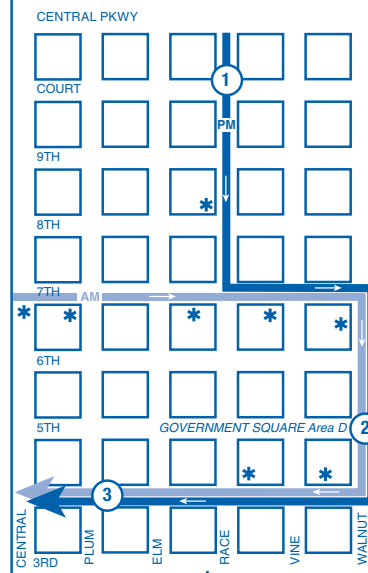 CENTRAL PKWY
1
COURT
PM
9TH
8TH
7TH
AM
6TH
5TH
GOVERNMENT SQUARE Area D
2
3
CENTRAL
3RD
PLUM
ELM
RACE
VINE
WALNUT